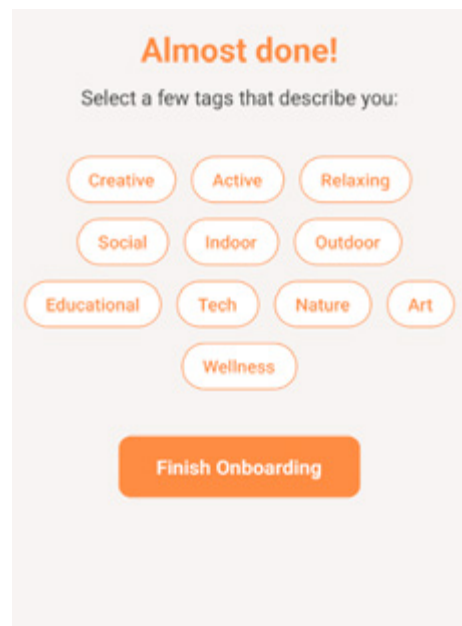 Almost done!
Select a few tags that describe you:
Creative Active Relaxing
Social Indoor Outdoor
Educational Tech Nature Art
Wellness
Finish Onboarding